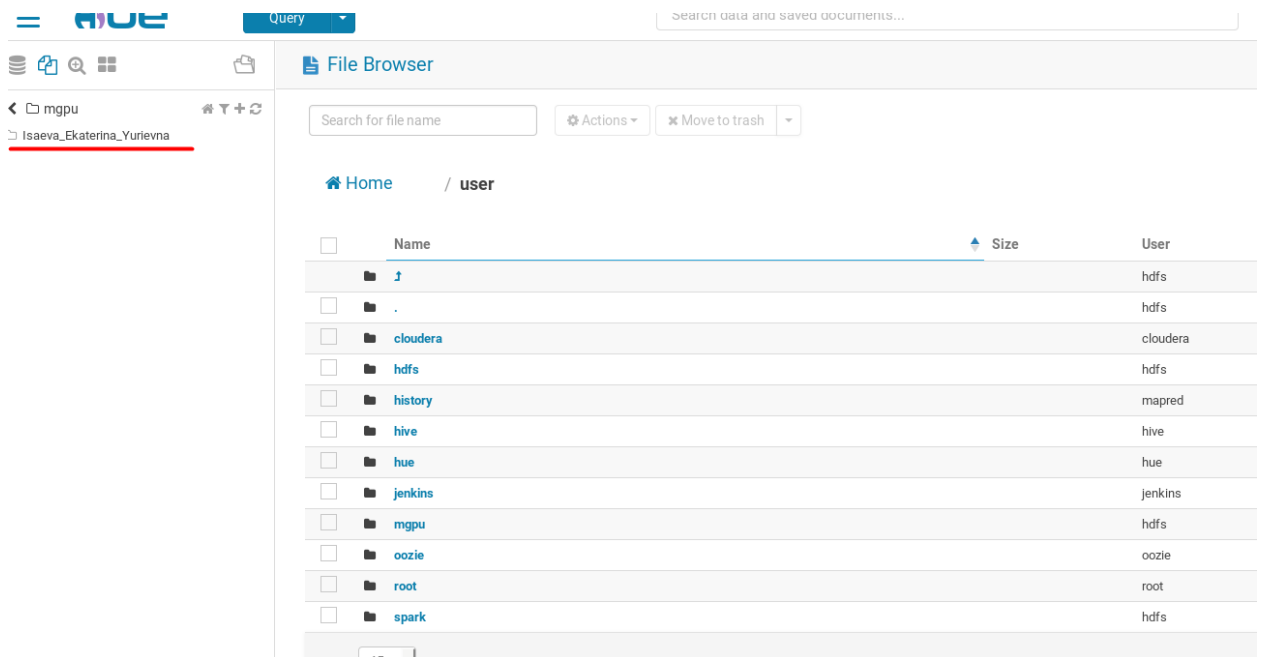 Query
Search data and saved documents...
File Browser
mgpu
Isaeva_Ekaterina_Yurievna
Search for file name
Actions
Move to trash
Home / user
Name Size User
hdfs
. hdfs
cloudera cloudera
hdfs hdfs
history mapred
hive hive
hue hue
jenkins jenkins
mgpu hdfs
oozie oozie
root root
spark hdfs